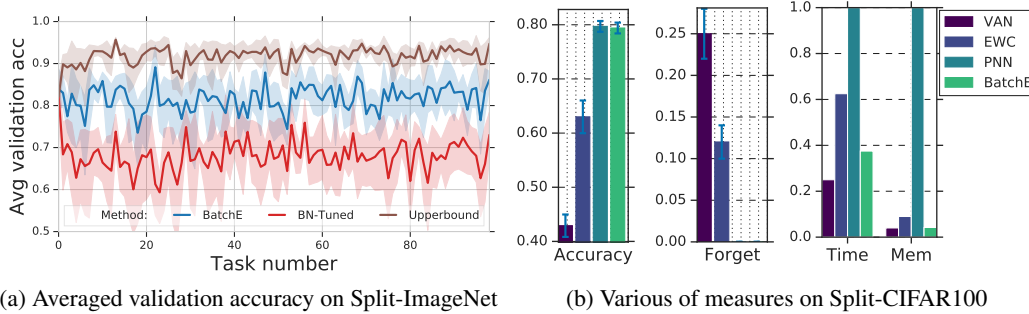 Avg validation acc
1.0
0.9
0.8
0.7
0.6
0.5
Method: BatchE BN-Tuned Upperbound
0 20 40 60 80
Task number
(a) Averaged validation accuracy on Split-ImageNet
0.80
0.70
0.60
0.50
0.40
Accuracy
0.25
0.20
0.15
0.10
0.05
0.00
Forget
1.0
0.8
0.6
0.4
0.2
0.0
Time Mem
VAN
EWC
PNN
BatchE
(b) Various of measures on Split-CIFAR100